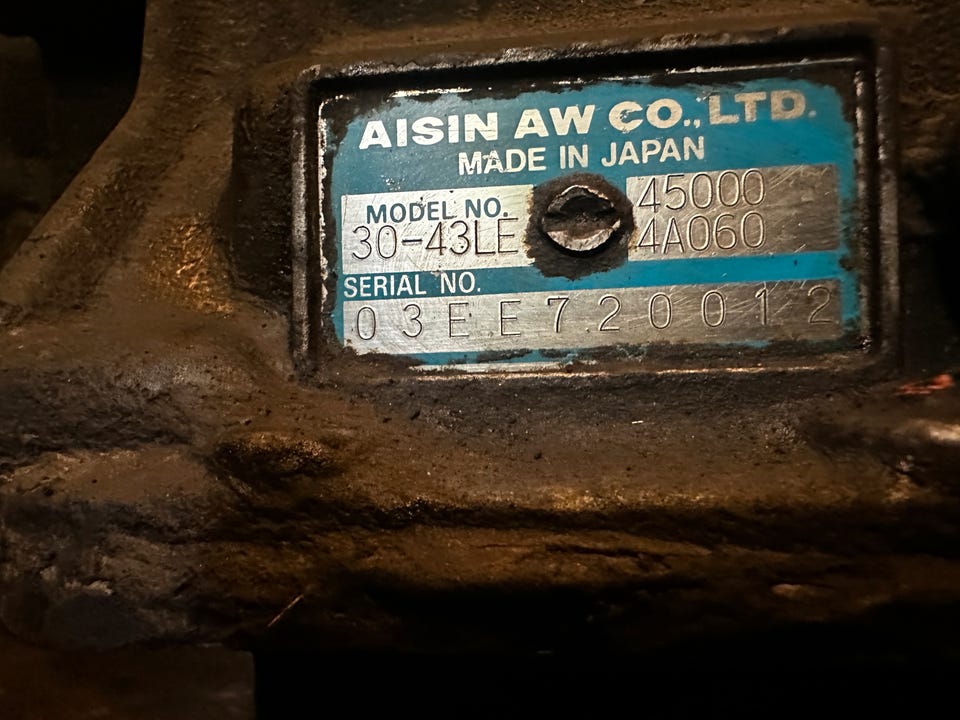 AISIN AW CO., LTD.
MADE IN JAPAN
MODEL NO.
30-43LE
45000
4A060
SERIAL NO.
03EE720012